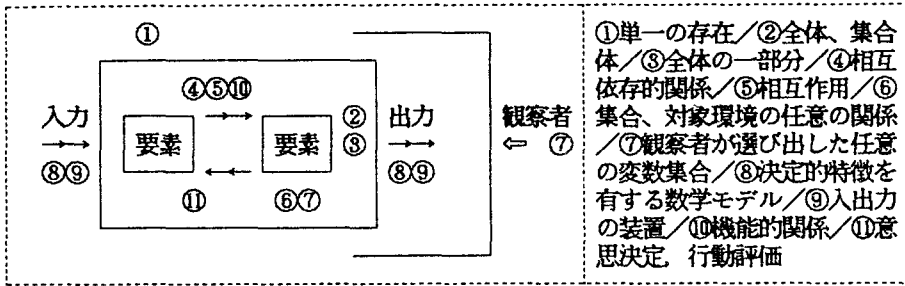 ①
④⑤⑩
入力
要素
要素
②
③
出力
観察者
⑦
⑧⑨
⑪
⑥⑦
⑧⑨
①単一の存在／②全体、集合
体／③全体の一部分／④相互
依存的関係／⑤相互作用／⑥
集合、対象環境の任意の関係
／⑦観察者が選び出した任意
の変数集合／⑧決定的特徴を
有する数学モデル／⑨入出力
の装置／⑩機能的関係／⑪意
思決定，行動評価